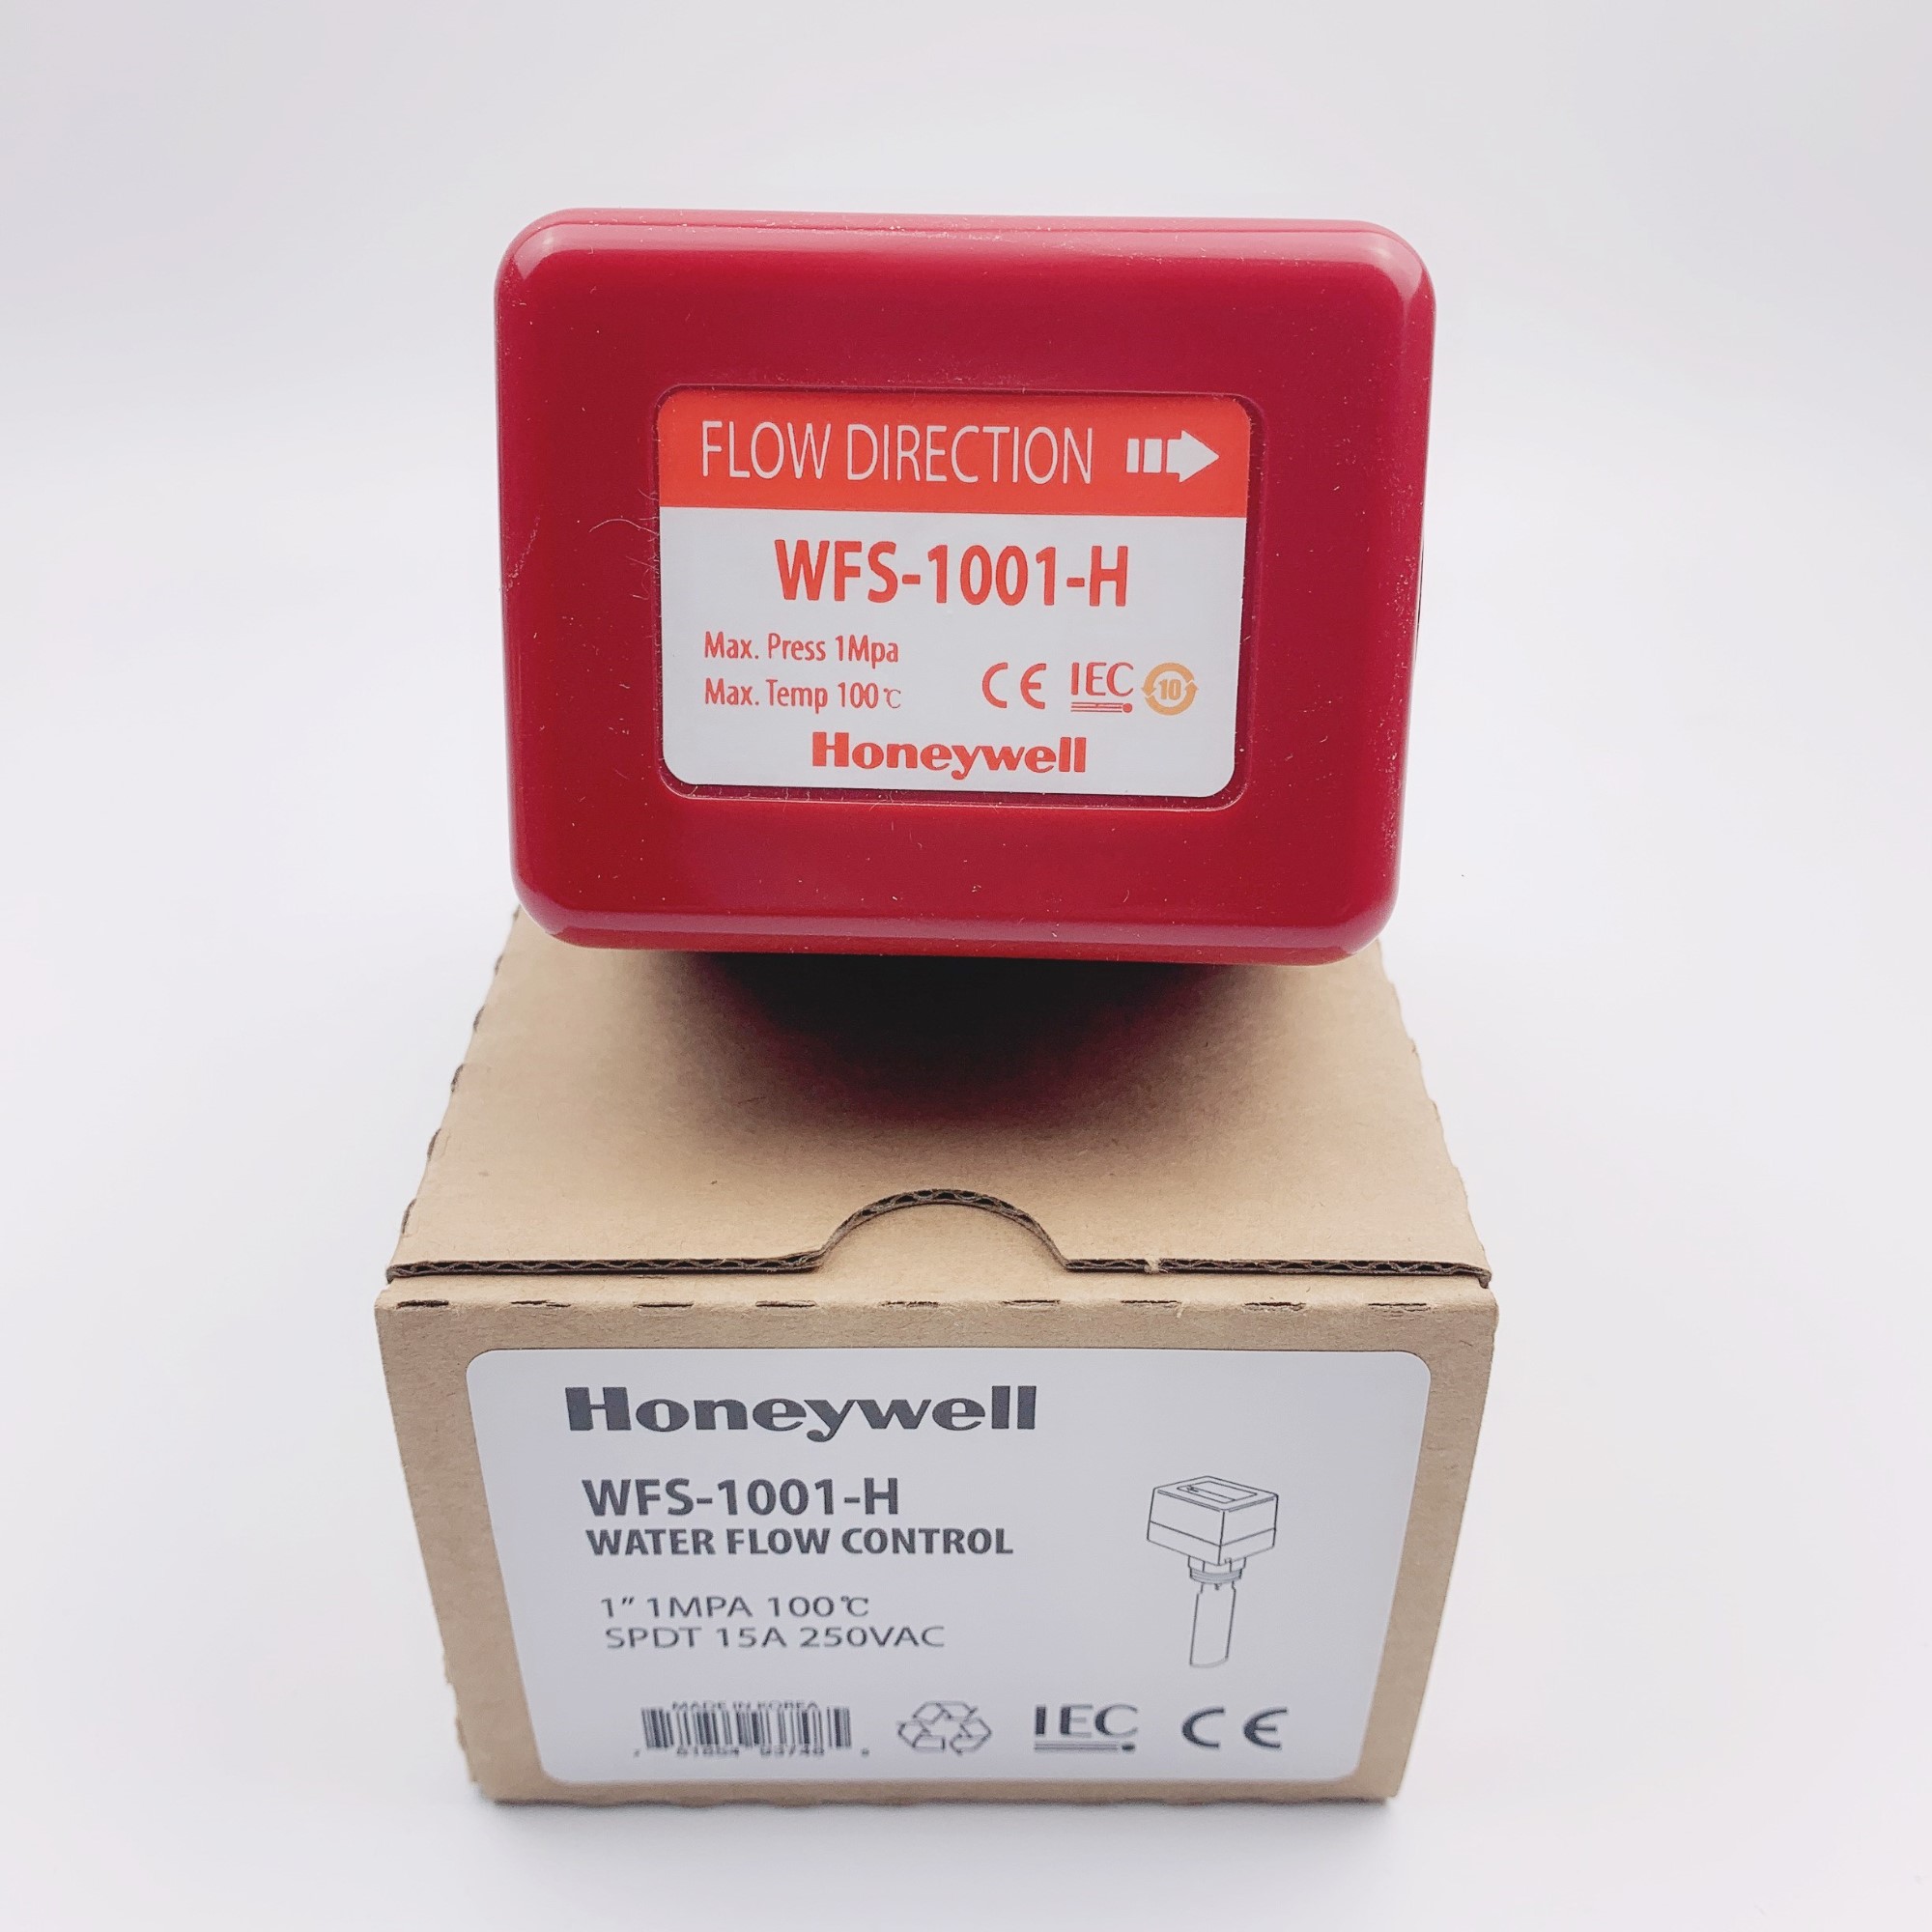 FLOW DIRECTION
WFS-1001-H
Max. Press 1Mpa
Max. Temp 100℃
CE IEC 10
Honeywell
Honeywell
WFS-1001-H
WATER FLOW CONTROL
1” 1MPA 100℃
SPDT 15A 250VAC
MADE IN KOREA
IEC CE